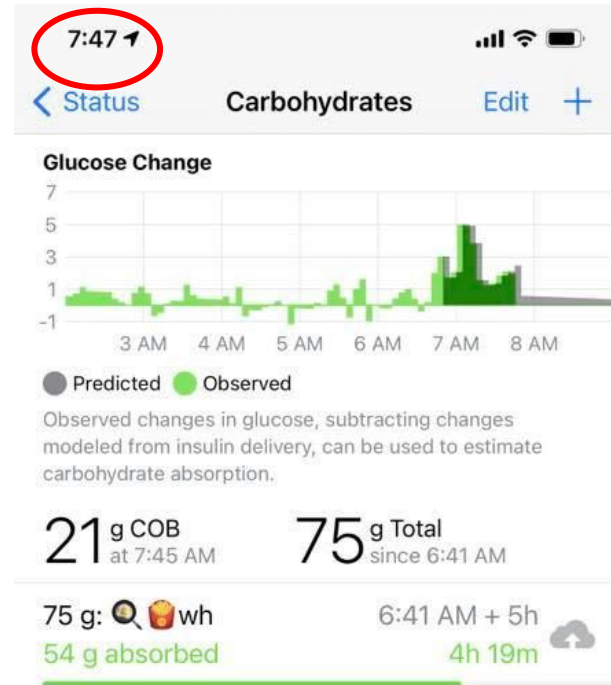 7:47
Status Carbohydrates Edit +
Glucose Change
7
5
3
1
-1
3 AM 4 AM 5 AM 6 AM 7 AM 8 AM
Predicted Observed
Observed changes in glucose, subtracting changes
modeled from insulin delivery, can be used to estimate
carbohydrate absorption.
21 g COB at 7:45 AM 75 g Total since 6:41 AM
75 g: 🍳 🍟wh 6:41 AM + 5h
54 g absorbed 4h 19m